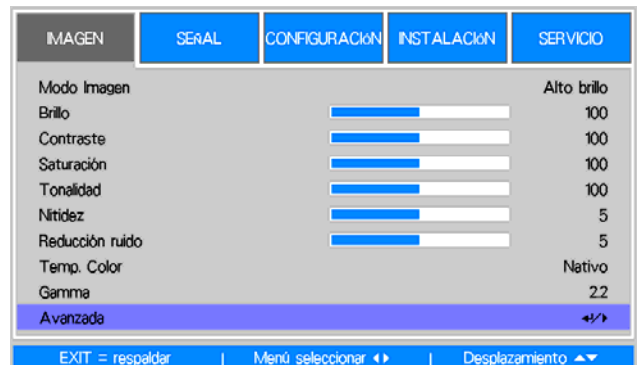 IMAGEN SEñAL CONFIGURACIóN INSTALACIóN SERVICIO
Modo Imagen Alto brillo
Brillo 100
Contraste 100
Saturación 100
Tonalidad 100
Nitidez 5
Reducción ruido 5
Temp. Color Nativo
Gamma 2.2
Avanzada ↵/▶
EXIT = respaldar | Menú seleccionar ◀▶ | Desplazamiento ▲▼